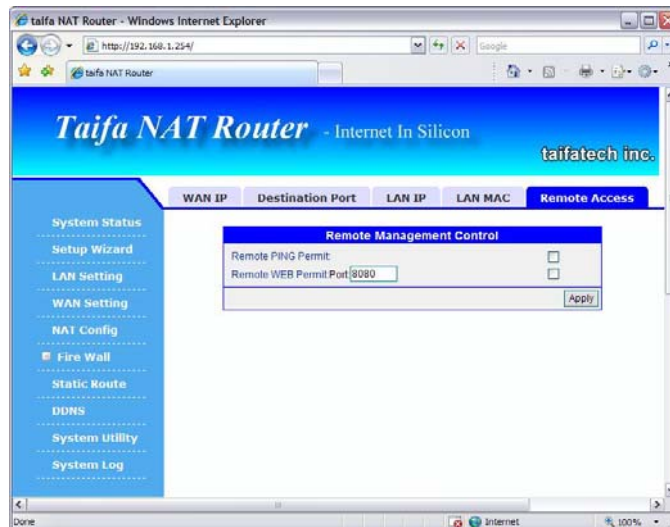 taifa NAT Router - Windows Internet Explorer
http://192.168.1.254/
Google
taifa NAT Router
Taifa NAT Router - Internet In Silicon
taifatech inc.
WAN IP
Destination Port
LAN IP
LAN MAC
Remote Access
System Status
Setup Wizard
LAN Setting
WAN Setting
NAT Config
Fire Wall
Static Route
DDNS
System Utility
System Log
Remote Management Control
Remote PING Permit:
Remote WEB Permit Port: 8080
Apply
Done
Internet
100%